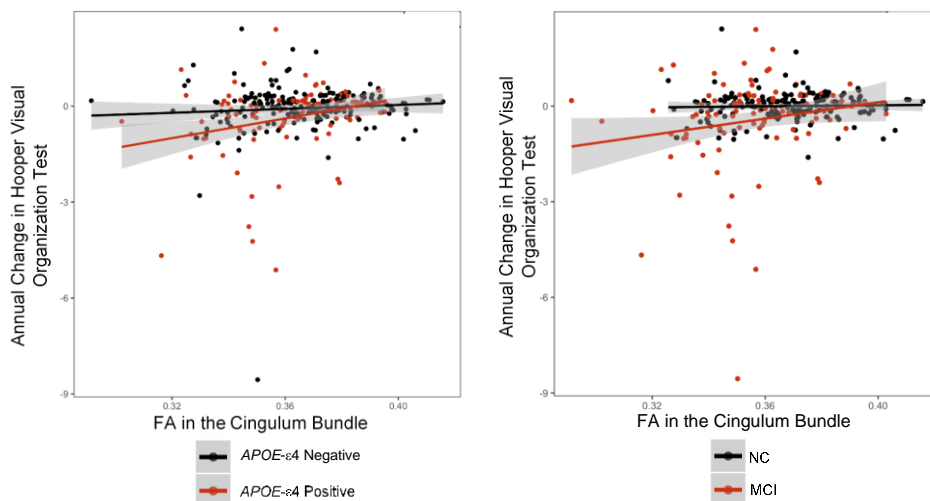 Annual Change in Hooper Visual
Organization Test
0
-3
-6
-9
0.32
0.36
0.40
FA in the Cingulum Bundle
APOE-ε4 Negative
APOE-ε4 Positive
Annual Change in Hooper Visual
Organization Test
0
-3
-6
-9
0.32
0.36
0.40
FA in the Cingulum Bundle
NC
MCI